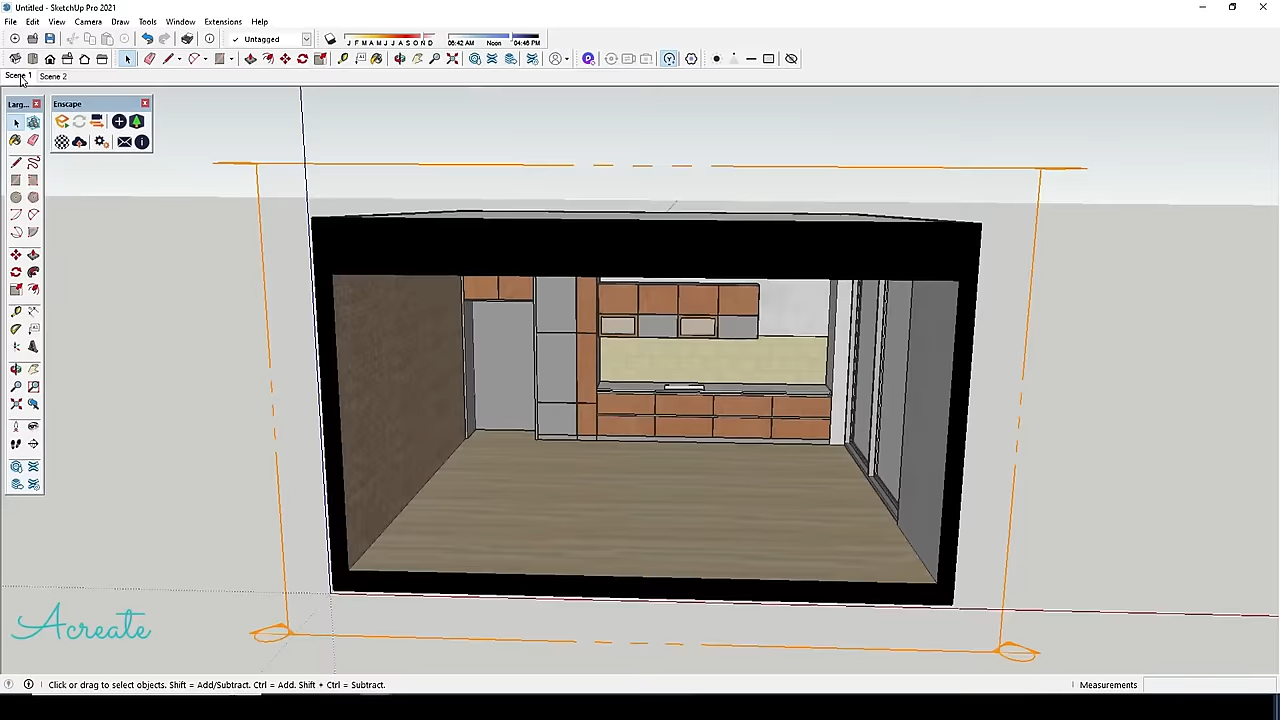 Untitled - SketchUp Pro 2021
File Edit View Camera Draw Tools Window Extensions Help
Untagged
J F M A M J J A S O N D
06:42 AM Noon 04:46 PM
Scene 1 Scene 2
Larg... Enscape
Acreate
Click or drag to select objects. Shift = Add/Subtract. Ctrl = Add. Shift + Ctrl = Subtract.
Measurements